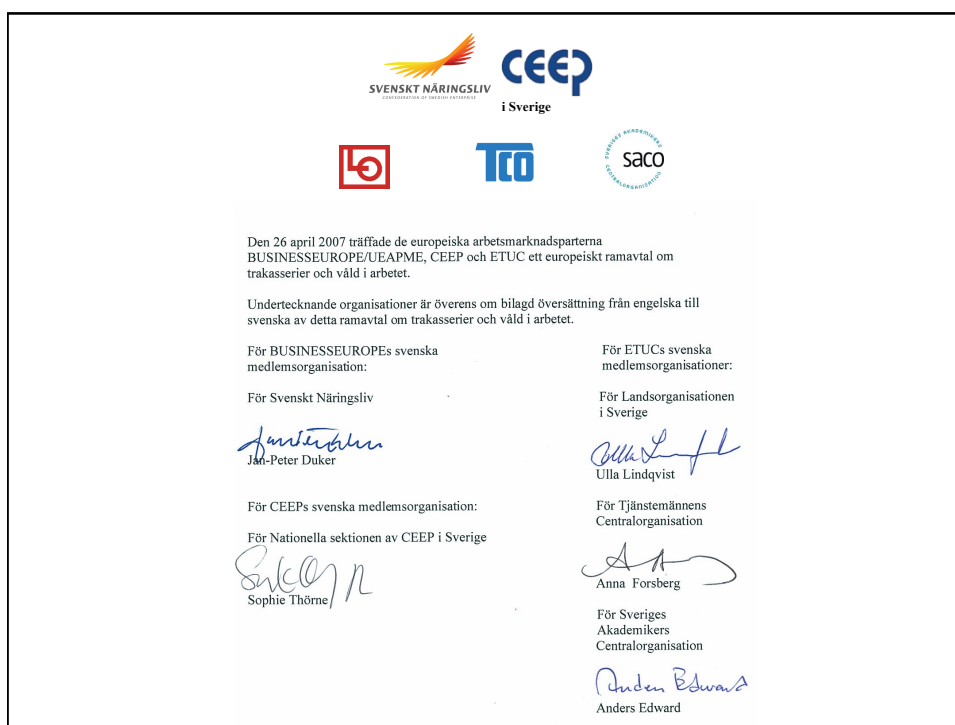 SVENSKT NÄRINGSLIV
CONFEDERATION OF SWEDISH ENTERPRISE
CEEP
i Sverige
LO
TCO
SVERIGES AKADEMIKERS
saco
CENTRALORGANISATION
Den 26 april 2007 träffade de europeiska arbetsmarknadsparterna
BUSINESSEUROPE/UEAPME, CEEP och ETUC ett europeiskt ramavtal om
trakasserier och våld i arbetet.
Undertecknande organisationer är överens om bilagd översättning från engelska till
svenska av detta ramavtal om trakasserier och våld i arbetet.
För BUSINESSEUROPEs svenska
medlemsorganisation:
För Svenskt Näringsliv
Jan-Peter Duker
För CEEPs svenska medlemsorganisation:
För Nationella sektionen av CEEP i Sverige
Sophie Thörne
För ETUCs svenska
medlemsorganisationer:
För Landsorganisationen
i Sverige
Ulla Lindqvist
För Tjänstemännens
Centralorganisation
Anna Forsberg
För Sveriges
Akademikers
Centralorganisation
Anders Edward
Anders Edward